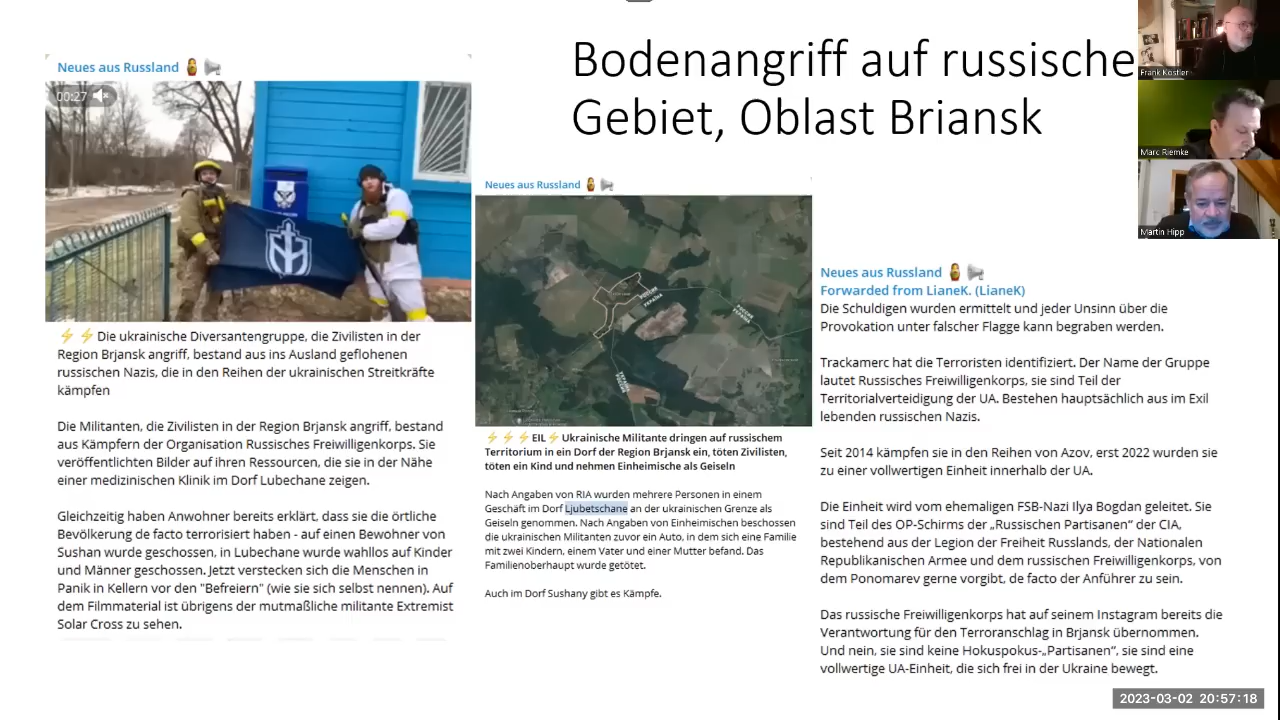 Bodenangriff auf russische
Gebiet, Oblast Briansk
Neues aus Russland
00:27
⚡ ⚡ Die ukrainische Diversantengruppe, die Zivilisten in der
Region Brjansk angriff, bestand aus ins Ausland geflohenen
russischen Nazis, die in den Reihen der ukrainischen Streitkräfte
kämpfen
Die Militanten, die Zivilisten in der Region Brjansk angriff, bestand
aus Kämpfern der Organisation Russisches Freiwilligenkorps. Sie
veröffentlichten Bilder auf ihren Ressourcen, die sie in der Nähe
einer medizinischen Klinik im Dorf Lubechane zeigen.
Gleichzeitig haben Anwohner bereits erklärt, dass sie die örtliche
Bevölkerung de facto terrorisiert haben - auf einen Bewohner von
Sushan wurde geschossen, in Lubechane wurde wahllos auf Kinder
und Männer geschossen. Jetzt verstecken sich die Menschen in
Panik in Kellern vor den "Befreiern" (wie sie sich selbst nennen). Auf
dem Filmmaterial ist übrigens der mutmaßliche militante Extremist
Solar Cross zu sehen.
Neues aus Russland
⚡ ⚡ ⚡EIL ⚡ Ukrainische Militante dringen auf russischem
Territorium in ein Dorf der Region Brjansk ein, töten Zivilisten,
töten ein Kind und nehmen Einheimische als Geiseln
Nach Angaben von RIA wurden mehrere Personen in einem
Geschäft im Dorf Ljubetschane an der ukrainischen Grenze als
Geiseln genommen. Nach Angaben von Einheimischen beschossen
die ukrainischen Militanten zuvor ein Auto, in dem sich eine Familie
mit zwei Kindern, einem Vater und einer Mutter befand. Das
Familienoberhaupt wurde getötet.
Auch im Dorf Sushany gibt es Kämpfe.
Neues aus Russland
Forwarded from LianeK. (LianeK)
Die Schuldigen wurden ermittelt und jeder Unsinn über die
Provokation unter falscher Flagge kann begraben werden.
Trackamerc hat die Terroristen identifiziert. Der Name der Gruppe
lautet Russisches Freiwilligenkorps, sie sind Teil der
Territorialverteidigung der UA. Bestehen hauptsächlich aus im Exil
lebenden russischen Nazis.
Seit 2014 kämpfen sie in den Reihen von Azov, erst 2022 wurden sie
zu einer vollwertigen Einheit innerhalb der UA.
Die Einheit wird vom ehemaligen FSB-Nazi Ilya Bogdan geleitet. Sie
sind Teil des OP-Schirms der „Russischen Partisanen“ der CIA,
bestehend aus der Legion der Freiheit Russlands, der Nationalen
Republikanischen Armee und dem russischen Freiwilligenkorps, von
dem Ponomarev gerne vorgibt, de facto der Anführer zu sein.
Das russische Freiwilligenkorps hat auf seinem Instagram bereits die
Verantwortung für den Terroranschlag in Brjansk übernommen.
Und nein, sie sind keine Hokuspokus-„Partisanen“, sie sind eine
vollwertige UA-Einheit, die sich frei in der Ukraine bewegt.
Frank Köstler
Marc Riemke
Martin Hipp
2023-03-02 20:57:18